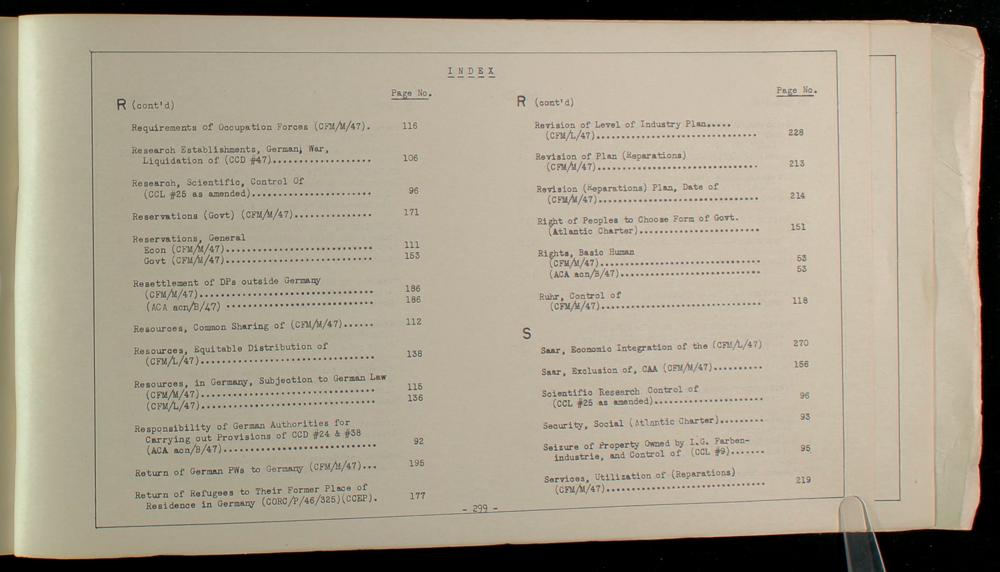 INDEX
Page No.
R (cont'd)
Requirements of Occupation Forces (CFM/M/47). 116
Research Establishments, German, War,
Liquidation of (CCD #47)................... 106
Research, Scientific, Control Of
(CCL #25 as amended)....................... 96
Reservations (Govt) (CFM/M/47)............... 171
Reservations, General
Econ (CFM/M/47)............................ 111
Govt (CFM/M/47)............................ 153
Resettlement of DPs outside Germany
(CFM/M/47)................................. 186
(ACA acn/B/47) ............................ 186
Resources, Common Sharing of (CFM/M/47)...... 112
Resources, Equitable Distribution of
(CFM/L/47)................................. 138
Resources, in Germany, Subjection to German Law
(CFM/M/47)................................. 115
(CFM/L/47)................................. 136
Responsibility of German Authorities for
Carrying out Provisions of CCD #24 & #38
(ACA acn/B/47)............................. 92
Return of German PWs to Germany (CFM/M/47)... 195
Return of Refugees to Their Former Place of
Residence in Germany (CORC/P/46/325)(CCEP). 177
Page No.
R (cont'd)
Revision of Level of Industry Plan.....
(CFM/L/47)............................... 228
Revision of Plan (Reparations)
(CFM/M/47)............................... 213
Revision (Reparations) Plan, Date of
(CFM/M/47)............................... 214
Right of Peoples to Choose Form of Govt.
(Atlantic Charter)....................... 151
Rights, Basic Human
(CFM/M/47)............................... 53
(ACA acn/B/47)........................... 53
Ruhr, Control of
(CFM/M/47)............................... 118
S
Saar, Economic Integration of the (CFM/L/47) 270
Saar, Exclusion of, CAA (CFM/M/47).......... 156
Scientific Research Control of
(CCL #25 as amended)..................... 96
Security, Social (Atlantic Charter)........ 93
Seizure of Property Owned by I.G. Farben-
industrie, and Control of (CCL #9)....... 95
Services, Utilization of (Reparations)
(CFM/M/47)............................... 219
- 299 -